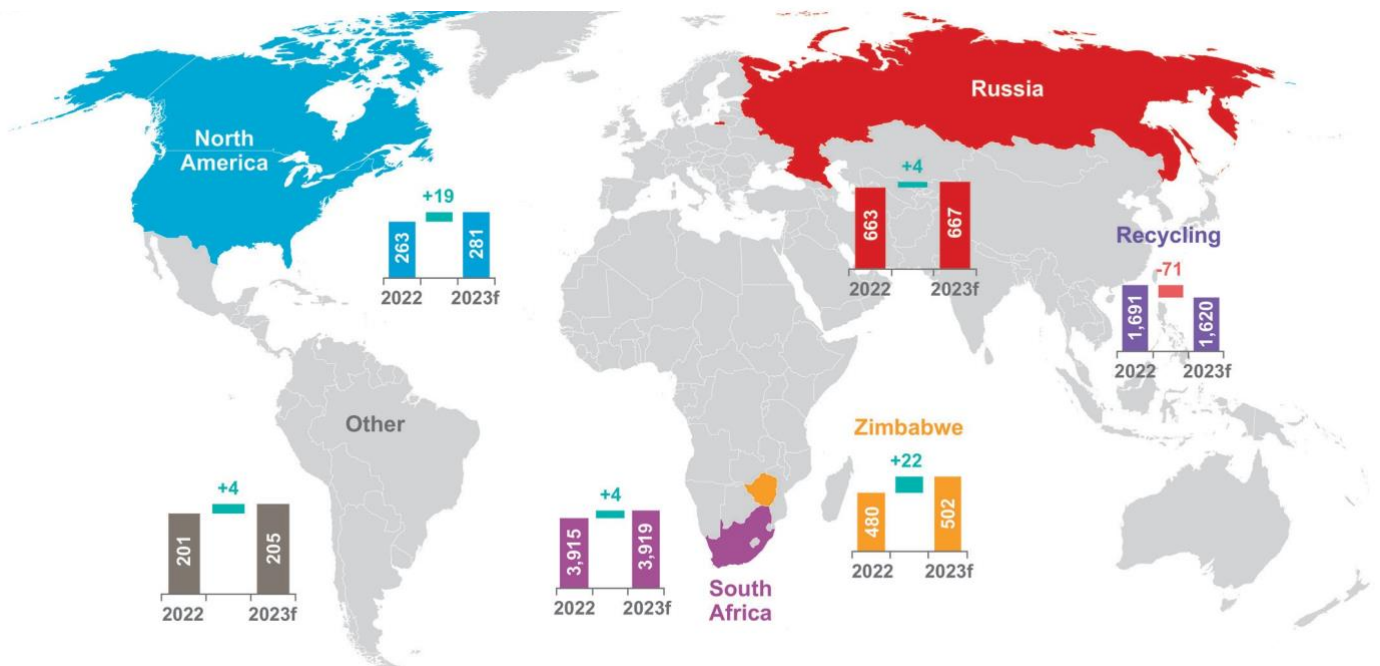 North
America
+19
263
281
2022
2023f
Russia
+4
663
667
2022
2023f
Recycling
-71
1,691
1,620
2022
2023f
Other
+4
201
205
2022
2023f
+4
3,915
3,919
2022
2023f
South
Africa
Zimbabwe
+22
480
502
2022
2023f